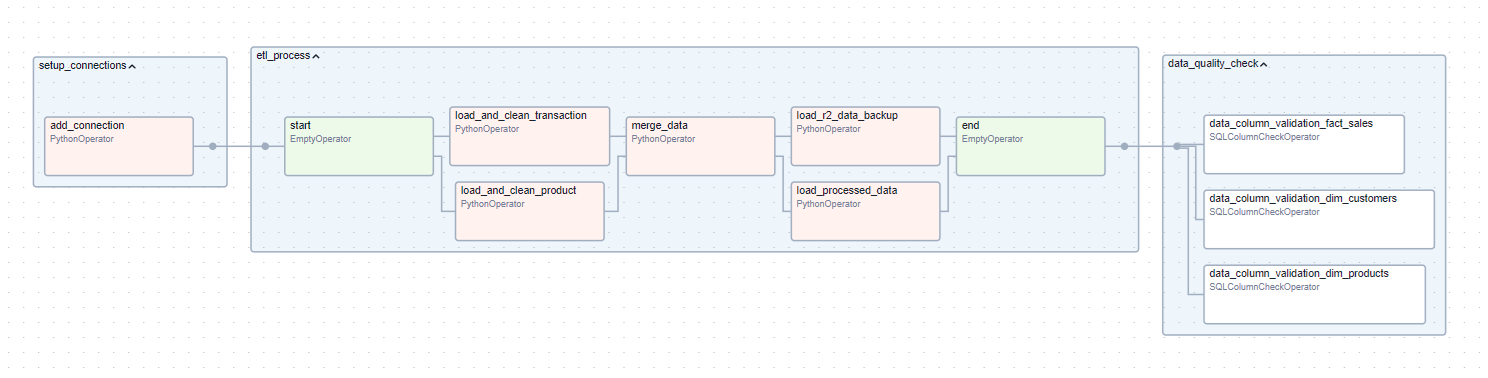 setup_connections
add_connection
PythonOperator
etl_process
start
EmptyOperator
load_and_clean_transaction
PythonOperator
load_and_clean_product
PythonOperator
merge_data
PythonOperator
load_r2_data_backup
PythonOperator
load_processed_data
PythonOperator
end
EmptyOperator
data_quality_check
data_column_validation_fact_sales
SQLColumnCheckOperator
data_column_validation_dim_customers
SQLColumnCheckOperator
data_column_validation_dim_products
SQLColumnCheckOperator